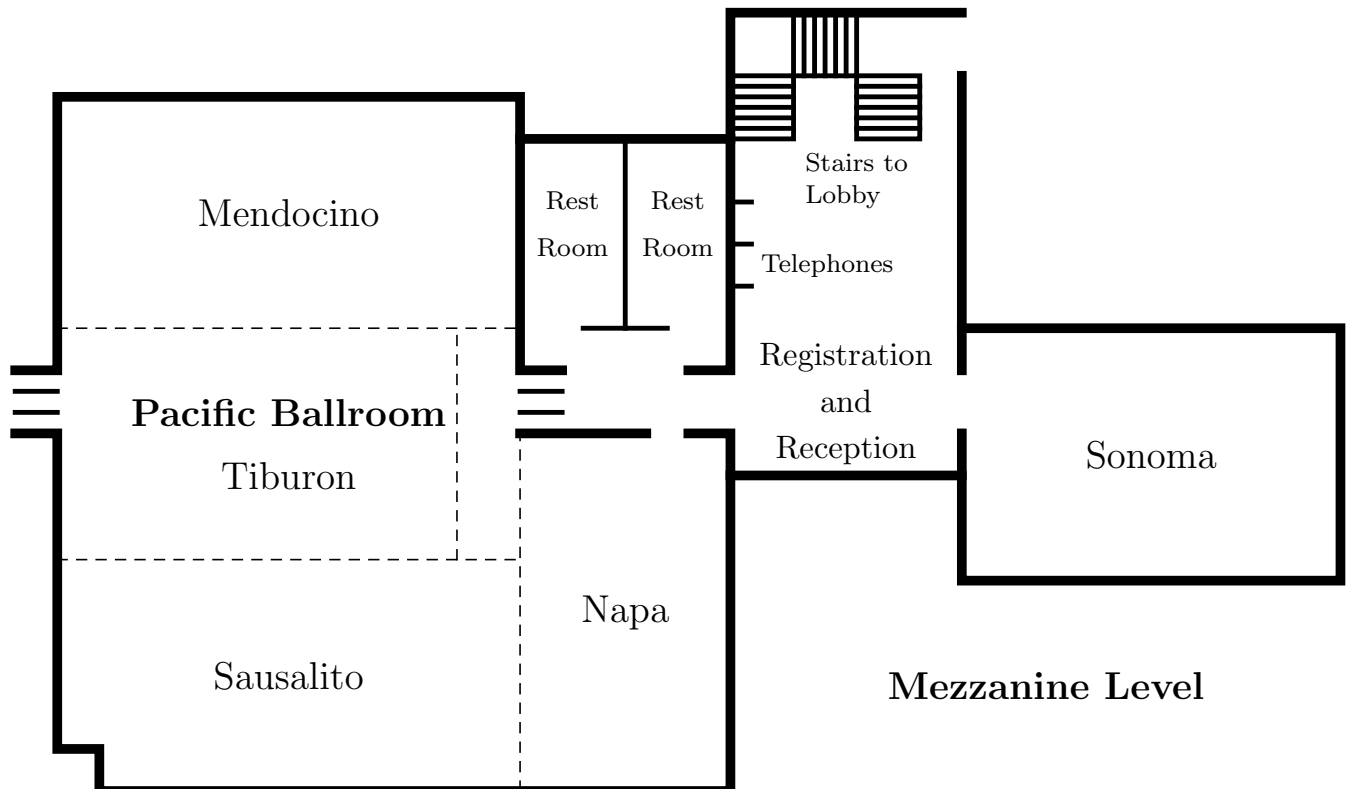 Stairs to
Lobby
Mendocino
Rest
Room
Rest
Room
Telephones
Registration
and
Reception
Pacific Ballroom
Tiburon
Sonoma
Napa
Sausalito
Mezzanine Level